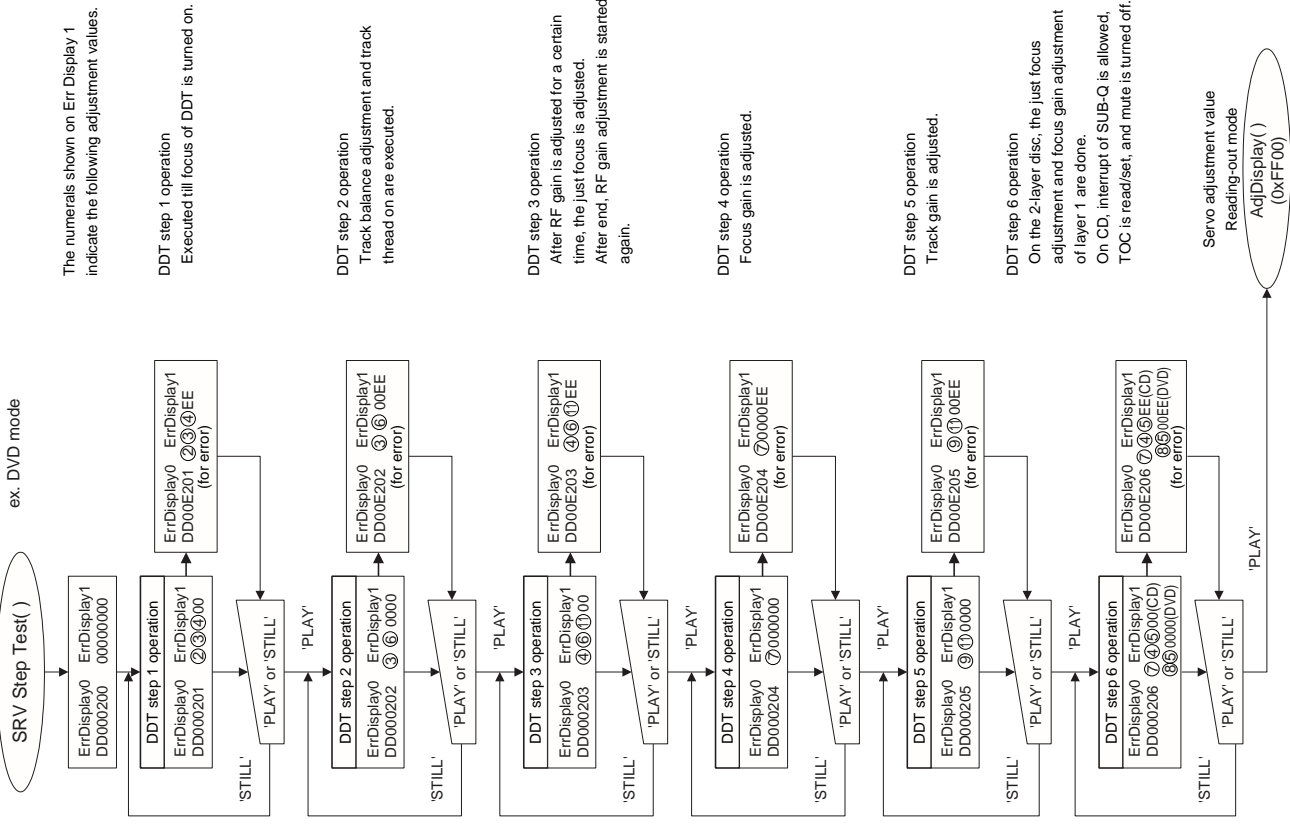 ex. DVD mode
SRV Step Test( )
The numerals shown on Err Display 1
indicate the following adjustment values.
ErrDisplay0 ErrDisplay1
DD000200 00000000
DDT step 1 operation
ErrDisplay0 ErrDisplay1
DD000201 ②③④00
ErrDisplay0 ErrDisplay1
DD00E201 ②③④EE
(for error)
DDT step 1 operation
Executed till focus of DDT is turned on.
'PLAY' or 'STILL'
'STILL'
'PLAY'
DDT step 2 operation
ErrDisplay0 ErrDisplay1
DD000202 ③ ⑥ 0000
ErrDisplay0 ErrDisplay1
DD00E202 ③ ⑥ 00EE
(for error)
DDT step 2 operation
Track balance adjustment and track
thread on are executed.
'PLAY' or 'STILL'
'STILL'
'PLAY'
DDT step 3 operation
ErrDisplay0 ErrDisplay1
DD000203 ④⑥⑪00
ErrDisplay0 ErrDisplay1
DD00E203 ④⑥⑪EE
(for error)
DDT step 3 operation
After RF gain is adjusted for a certain
time, the just focus is adjusted.
After end, RF gain adjustment is started
again.
'PLAY' or 'STILL'
'STILL'
'PLAY'
DDT step 4 operation
ErrDisplay0 ErrDisplay1
DD000204 ⑦000000
ErrDisplay0 ErrDisplay1
DD00E204 ⑦0000EE
(for error)
DDT step 4 operation
Focus gain is adjusted.
'PLAY' or 'STILL'
'STILL'
'PLAY'
DDT step 5 operation
ErrDisplay0 ErrDisplay1
DD000205 ⑨⑪0000
ErrDisplay0 ErrDisplay1
DD00E205 ⑨⑪00EE
(for error)
DDT step 5 operation
Track gain is adjusted.
'PLAY' or 'STILL'
'STILL'
'PLAY'
DDT step 6 operation
ErrDisplay0 ErrDisplay1
DD000206 ⑦④⑤00(CD)
⑧⑤0000(DVD)
ErrDisplay0 ErrDisplay1
DD00E206 ⑦④⑤EE(CD)
⑧⑤00EE(DVD)
(for error)
DDT step 6 operation
On the 2-layer disc, the just focus
adjustment and focus gain adjustment
of layer 1 are done.
On CD, interrupt of SUB-Q is allowed,
TOC is read/set, and mute is turned off.
'PLAY' or 'STILL'
'STILL'
'PLAY'
Servo adjustment value
Reading-out mode
AdjDisplay( )
(0xFF00)